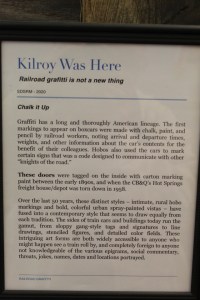 Kilroy Was Here
Railroad grafitti is not a new thing
Chalk it Up
Graffiti has a long and thoroughly American lineage. The first
markings to appear on boxcars were made with chalk, paint, and
pencil by railroad workers, noting arrival and departure times,
weights, and other information about the car's contents for the
benefit of their colleagues. Hobos also used the cars to mark
certain signs that was a code designed to communicate with other
"knights of the road."
These doors were tagged on the inside with carton marking
paint between the early and when the CB&Q's Hot Springs
freight house/depot was torn down in
Over the last 30 years, these distinct styles – intimate, rural hobo
markings and bold, colorful urban spray-painted vistas – have
fused into a contemporary style that seems to draw equally from
each tradition. The sides of train cars and buildings today run the
gamut, from sloppy gang-style tags and signatures to line
drawings, stenciled figures, and detailed color fields. These
intriguing art forms are both widely accessible to anyone who
might happen see a train roll by, and completely foreign to anyone
not knowledgeable of the various epigrams, social commentary,
threats, jokes, names, dates and locations portrayed.